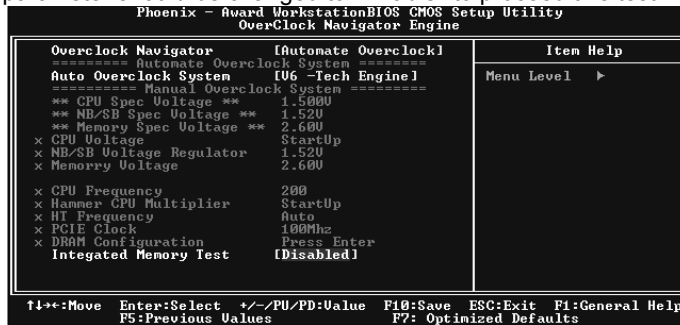 Phoenix - Award WorkstationBIOS CMOS Setup Utility
OverClock Navigator Engine
Overclock Navigator [Automate Overclock] Item Help
========= Automate Overclock System ========
Auto Overclock System [V6 -Tech Engine] Menu Level ▶
========== Manual Overclock System =========
** CPU Spec Voltage ** 1.500V
** NB/SB Spec Voltage ** 1.52V
** Memory Spec Voltage ** 2.60V
x CPU Voltage StartUp
x NB/SB Voltage Regulator 1.52V
x Memorry Voltage 2.60V
x CPU Frequency 200
x Hammer CPU Multiplier StartUp
x HT Frequency Auto
x PCIE Clock 100Mhz
x DRAM Configuration Press Enter
Integated Memory Test [Disabled]
↑↓→←:Move Enter:Select +/-/PU/PD:Value F10:Save ESC:Exit F1:General Help
F5:Previous Values F7: Optimized Defaults